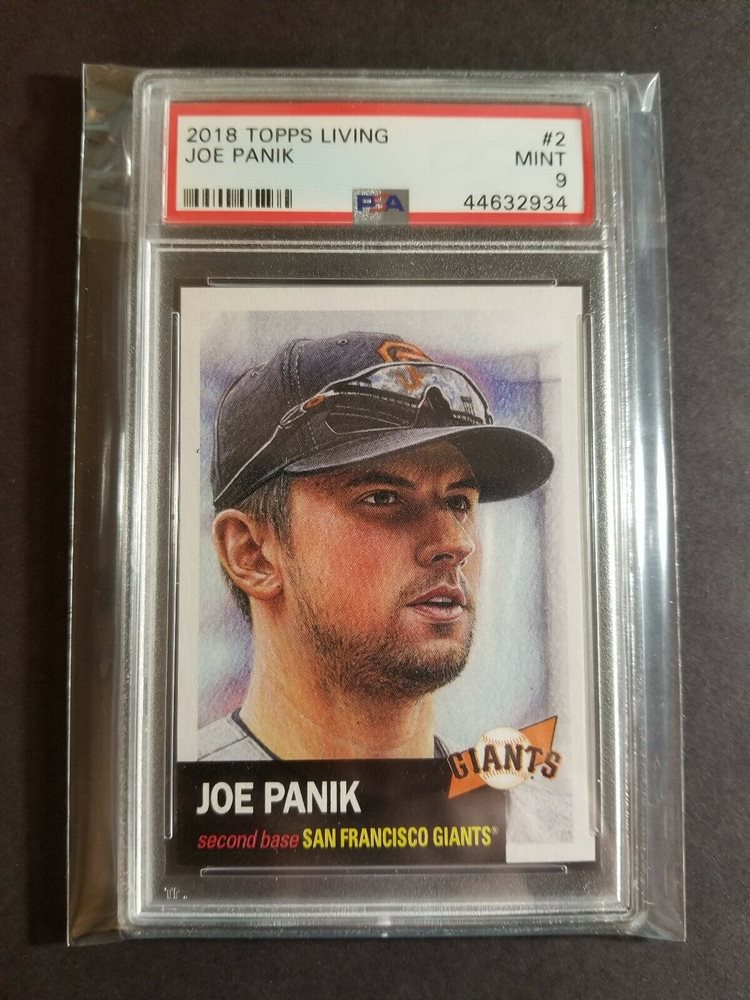 2018 TOPPS LIVING #2
JOE PANIK MINT
9
PSA 44632934
GIANTS
JOE PANIK
second base SAN FRANCISCO GIANTS®